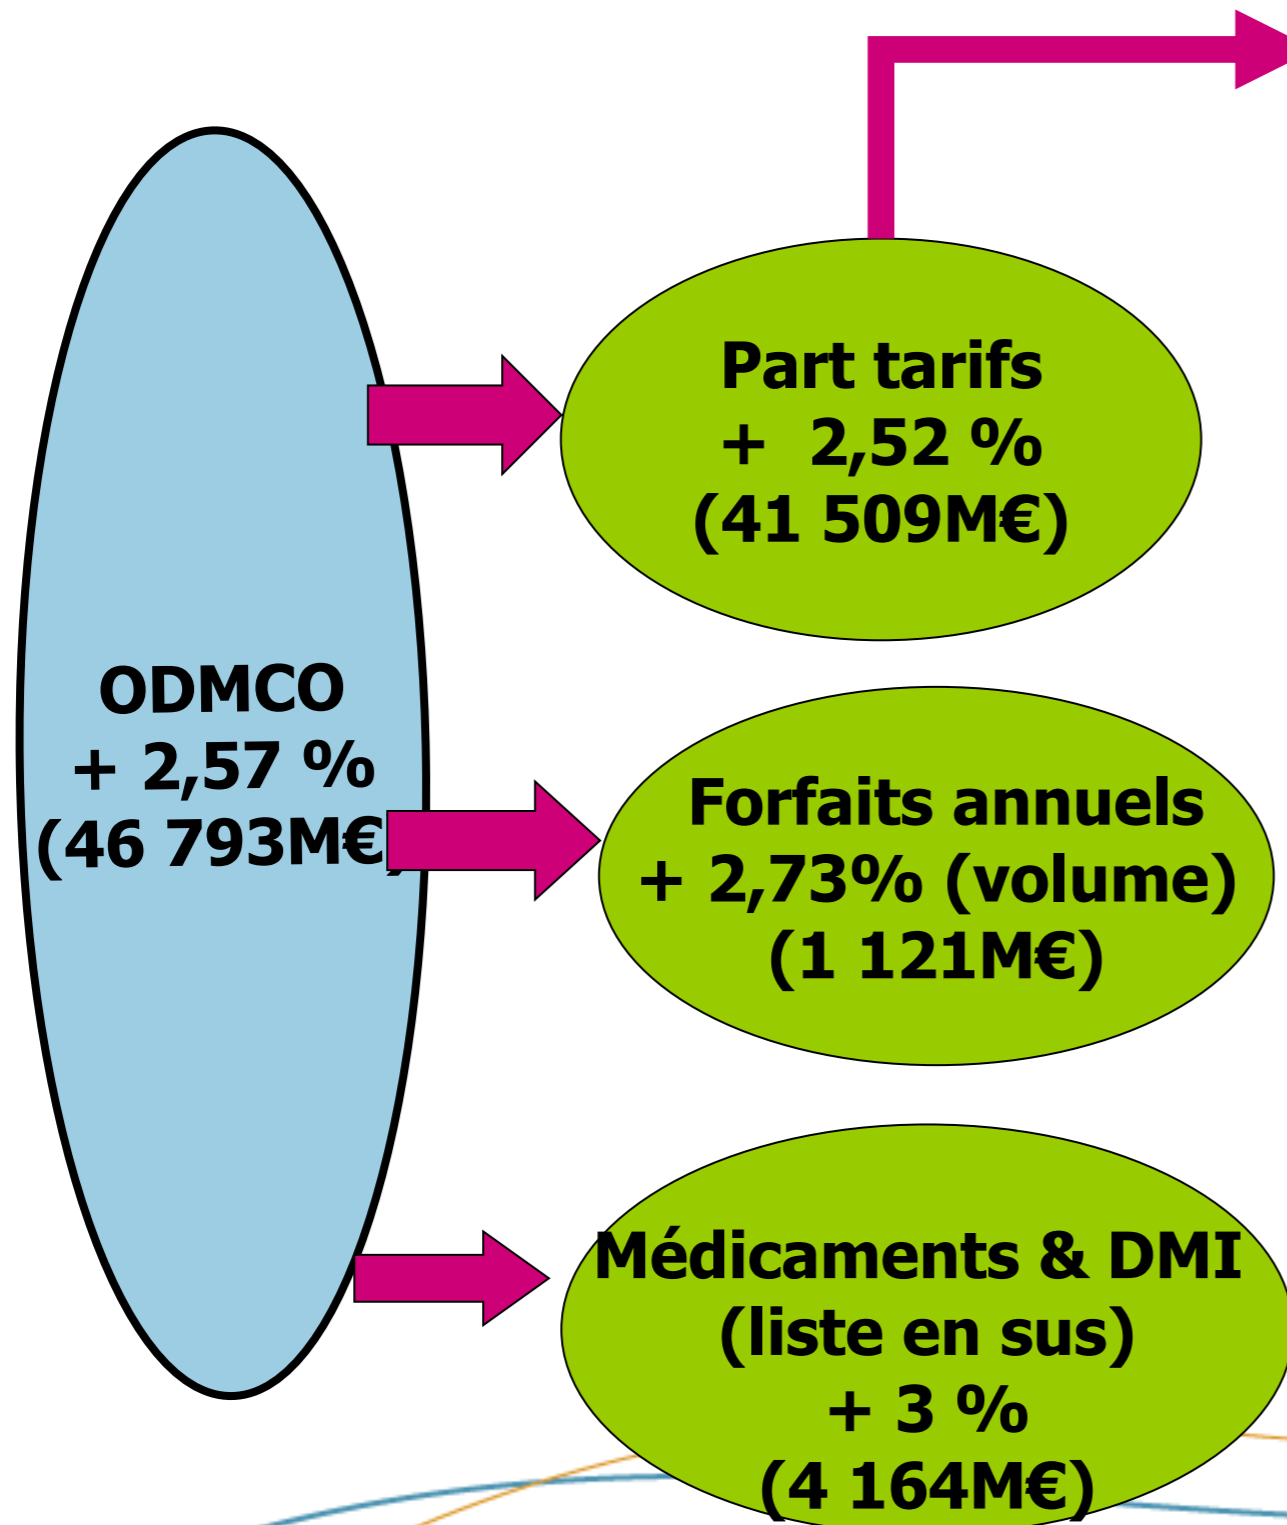 ODMCO
+ 2,57 %
(46 793M€)
Part tarifs
+ 2,52 %
(41 509M€)
Forfaits annuels
+ 2,73% (volume)
(1 121M€)
Médicaments & DMI
(liste en sus)
+ 3 %
(4 164M€)